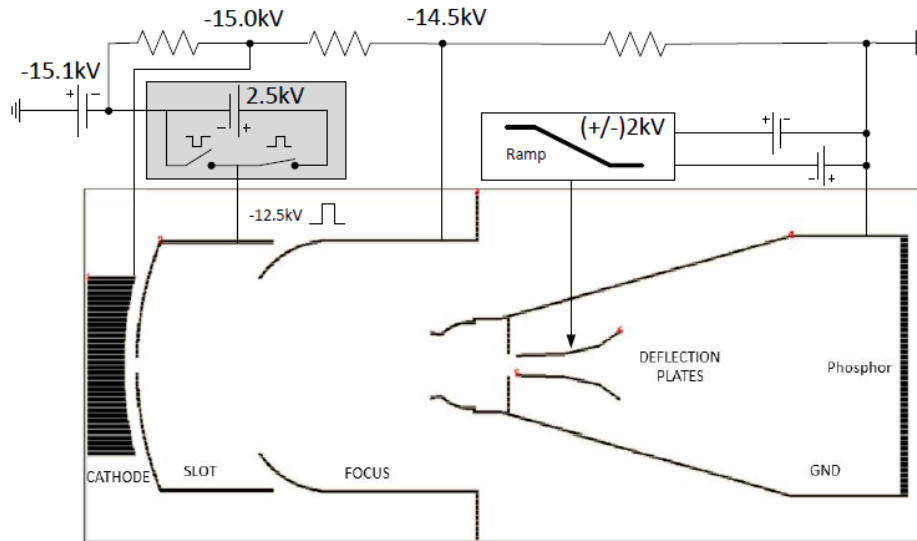 -15.0kV
-14.5kV
-15.1kV
+ -
2.5kV
- +
(+/-)2kV
Ramp
+ -
- +
-12.5kV
DEFLECTION
PLATES
Phosphor
CATHODE
SLOT
FOCUS
GND